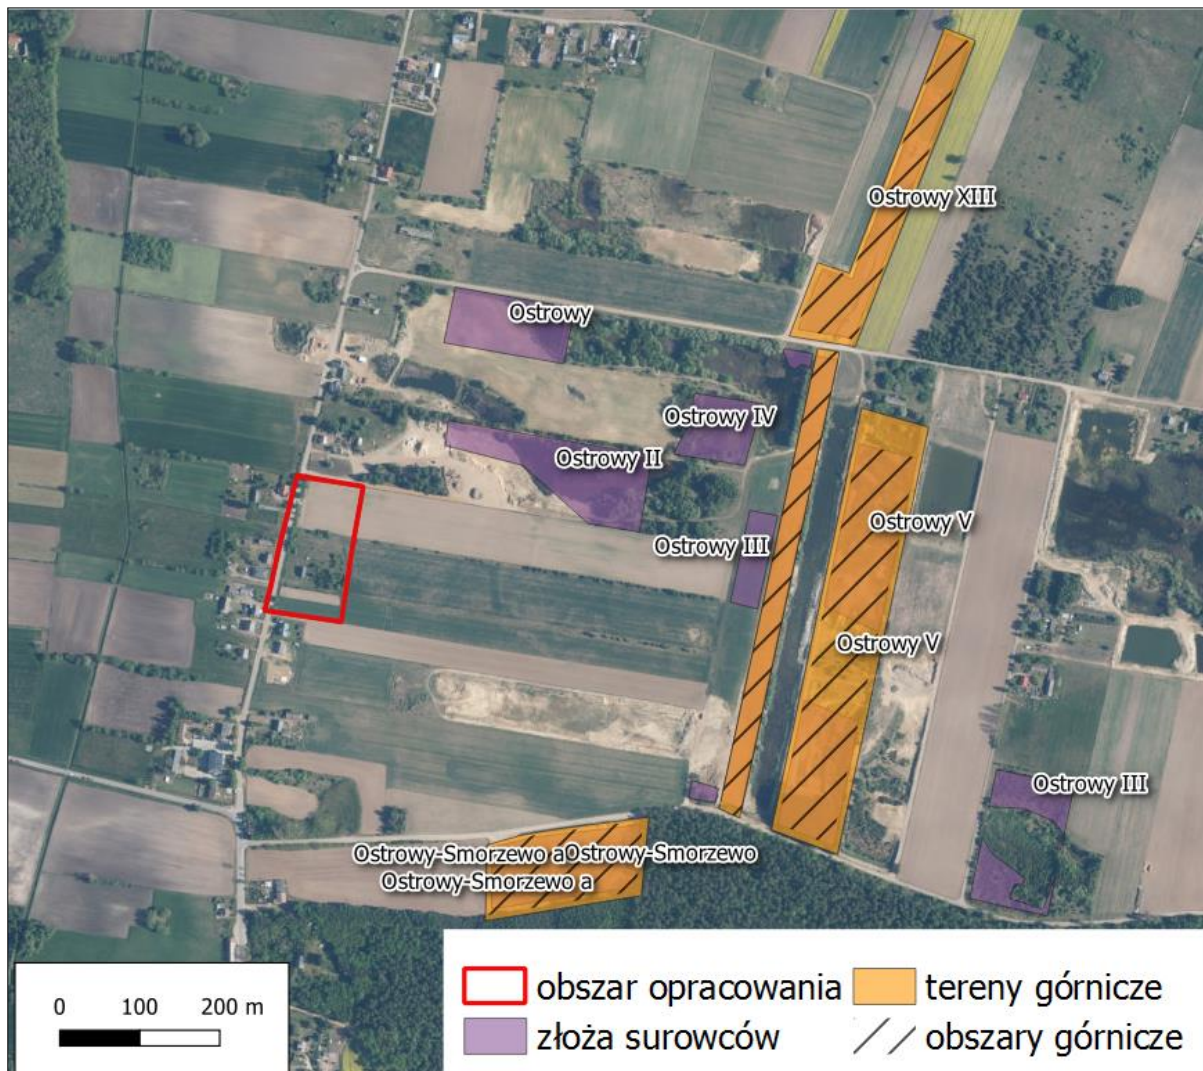 Ostrowy XIII
Ostrowy
Ostrowy IV
Ostrowy II
Ostrowy V
Ostrowy III
Ostrowy V
Ostrowy III
Ostrowy-Smorzewo aOstrowy-Smorzewo
Ostrowy-Smorzewo a
0 100 200 m
obszar opracowania
tereny górnicze
złoża surowców
obszary górnicze